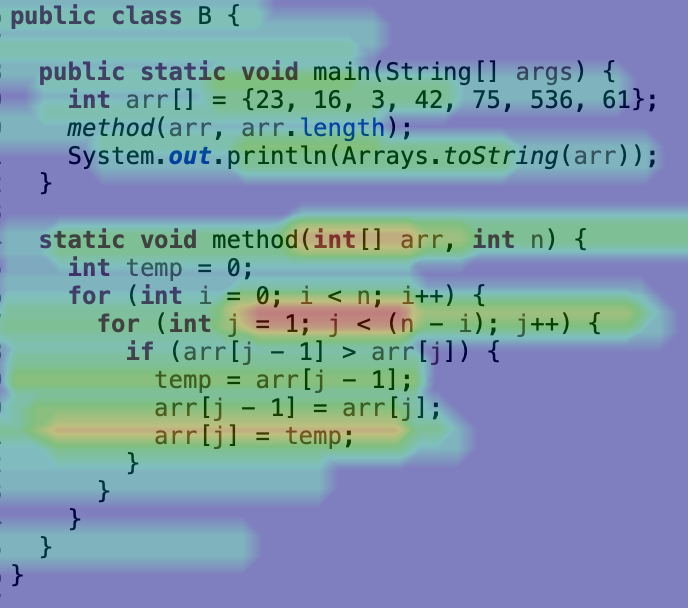 public class B {
public static void main(String[] args) {
int arr[] = {23, 16, 3, 42, 75, 536, 61};
method(arr, arr.length);
System.out.println(Arrays.toString(arr));
}
static void method(int[] arr, int n) {
int temp = 0;
for (int i = 0; i < n; i++) {
for (int j = 1; j < (n - i); j++) {
if (arr[j - 1] > arr[j]) {
temp = arr[j - 1];
arr[j - 1] = arr[j];
arr[j] = temp;
}
}
}
}
}